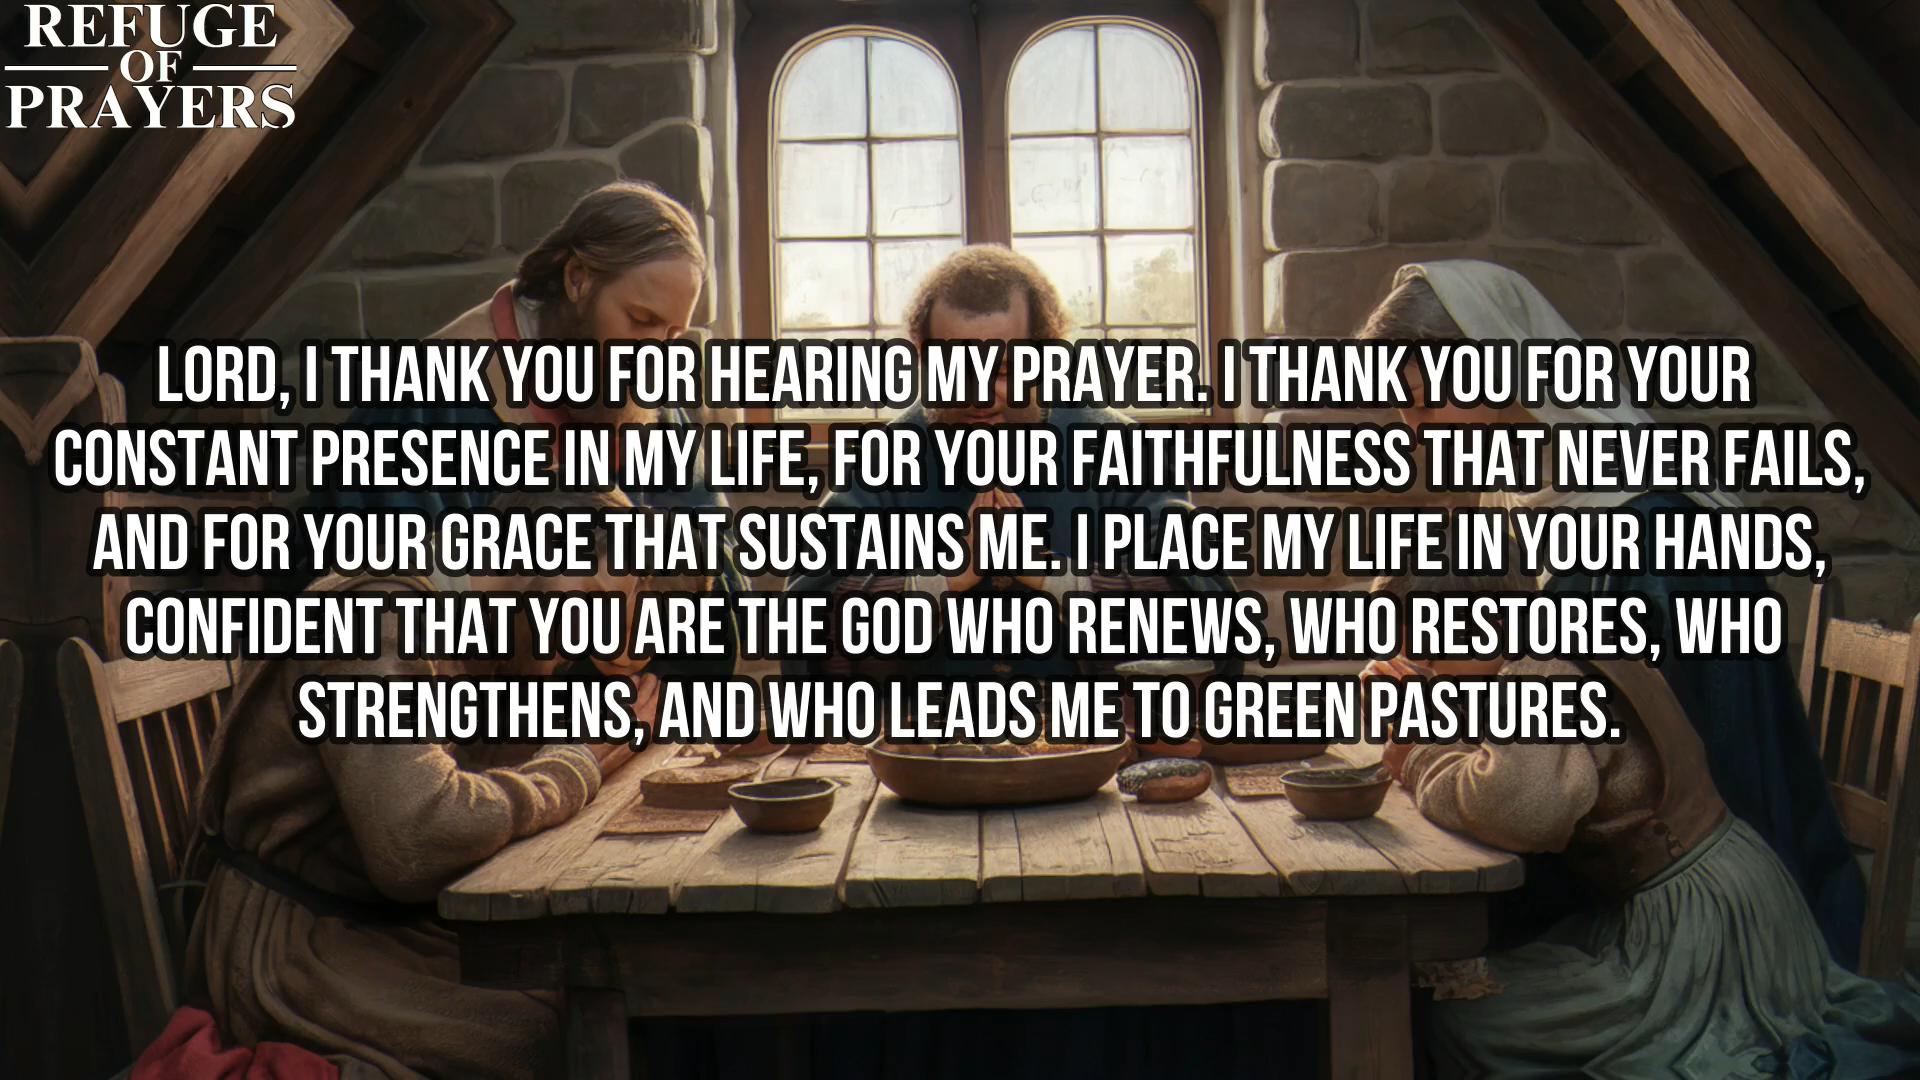 REFUGE
OF
PRAYERS
LORD, I THANK YOU FOR HEARING MY PRAYER. I THANK YOU FOR YOUR
CONSTANT PRESENCE IN MY LIFE, FOR YOUR FAITHFULNESS THAT NEVER FAILS,
AND FOR YOUR GRACE THAT SUSTAINS ME. I PLACE MY LIFE IN YOUR HANDS,
CONFIDENT THAT YOU ARE THE GOD WHO RENEWS, WHO RESTORES, WHO
STRENGTHENS, AND WHO LEADS ME TO GREEN PASTURES.